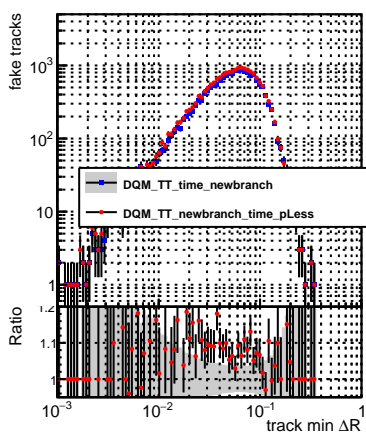 fake tracks
10³
10²
10
1
DQM_TT_time_newbranch
DQM_TT_newbranch_time_pLess
Ratio
1.2
1.1
1
10⁻³ 10⁻² 10⁻¹ 1
track min ΔR